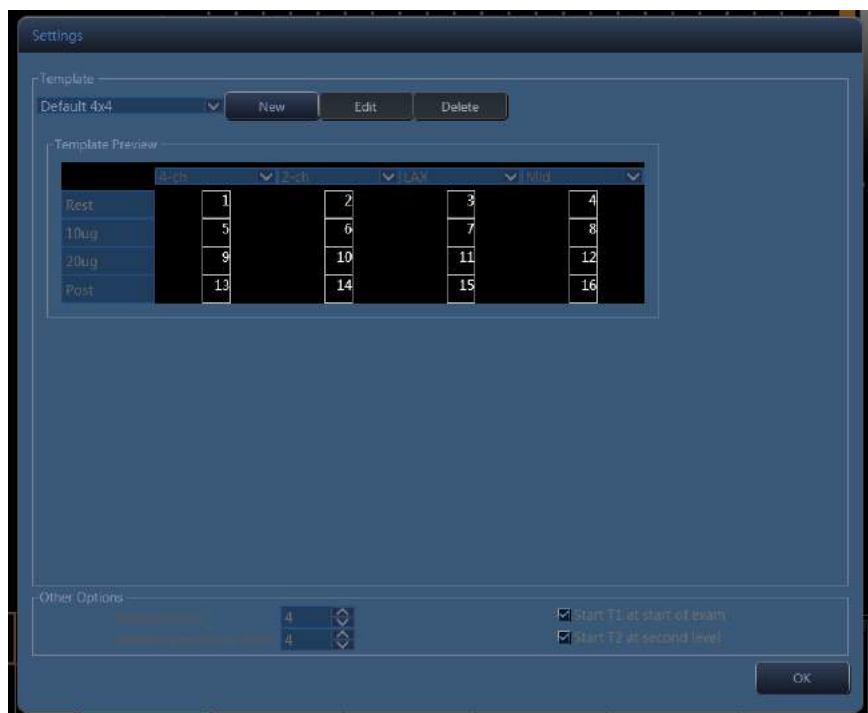 Settings
Template
Default 4x4 New Edit Delete
Template Preview
4-ch 2-ch LAX Mid
Rest 1 2 3 4
10ug 5 6 7 8
20ug 9 10 11 12
Post 13 14 15 16
Other Options
4 Start T1 at start of exam
4 Start T2 at second level
OK